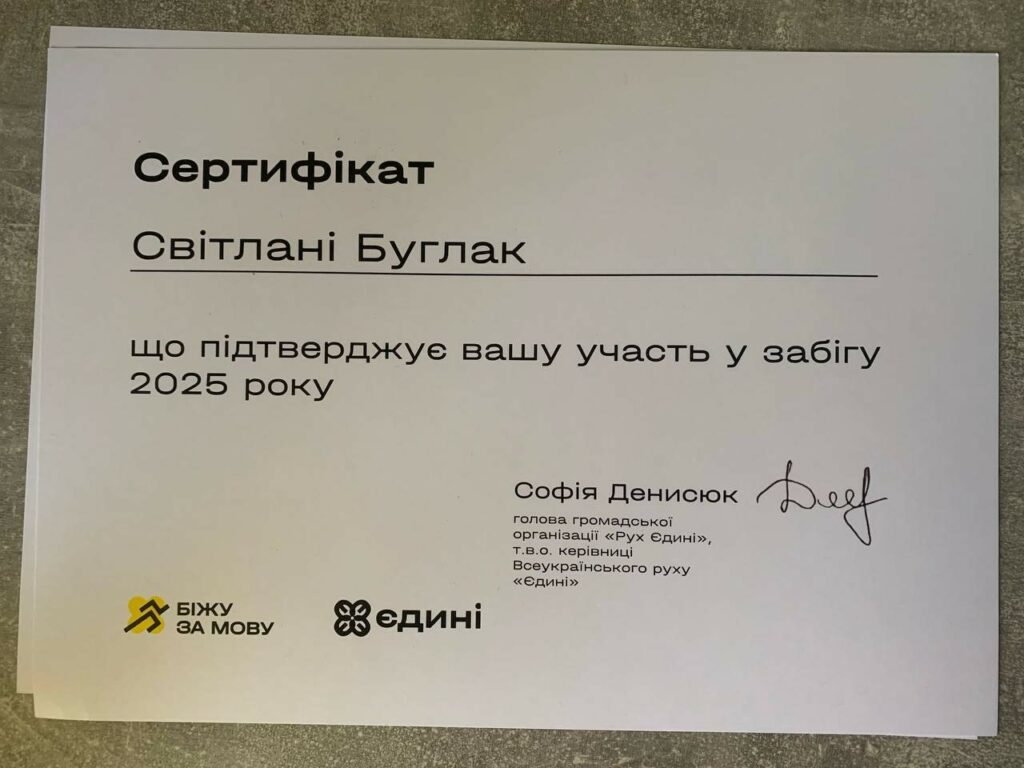 Сертифікат
Світлані Буглак
що підтверджує вашу участь у забігу
2025 року
Софія Денисюк
голова громадської
організації «Рух Єдині»,
т.в.о. керівниці
Всеукраїнського руху
«Єдині»
БІЖУ
ЗА МОВУ
єдині